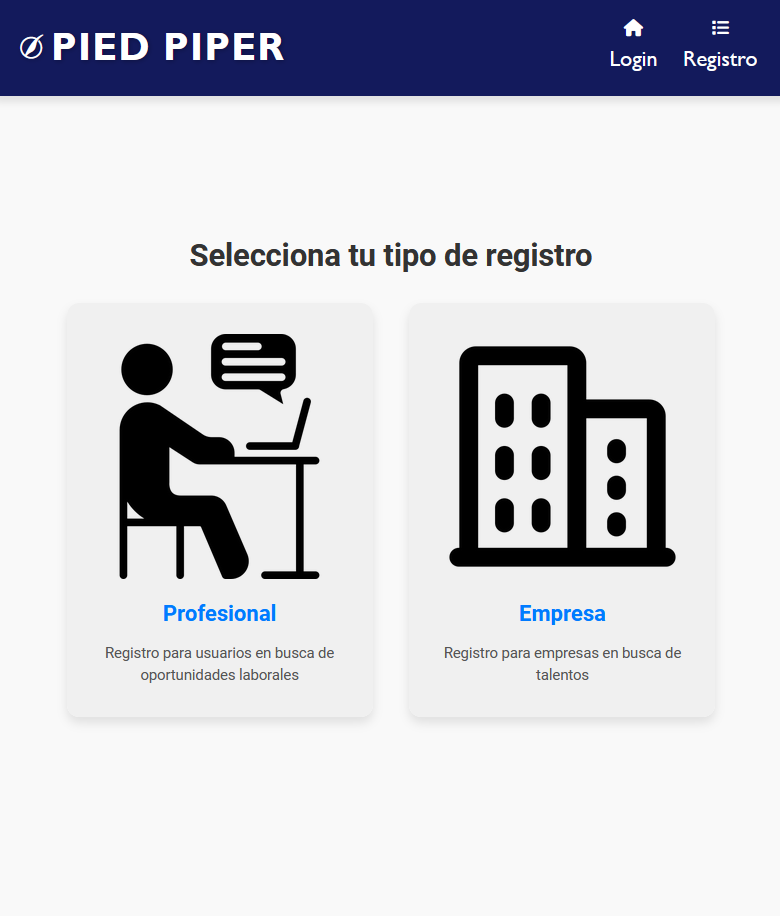 PIED PIPER
Login
Registro
Selecciona tu tipo de registro
Profesional
Registro para usuarios en busca de
oportunidades laborales
Empresa
Registro para empresas en busca de
talentos